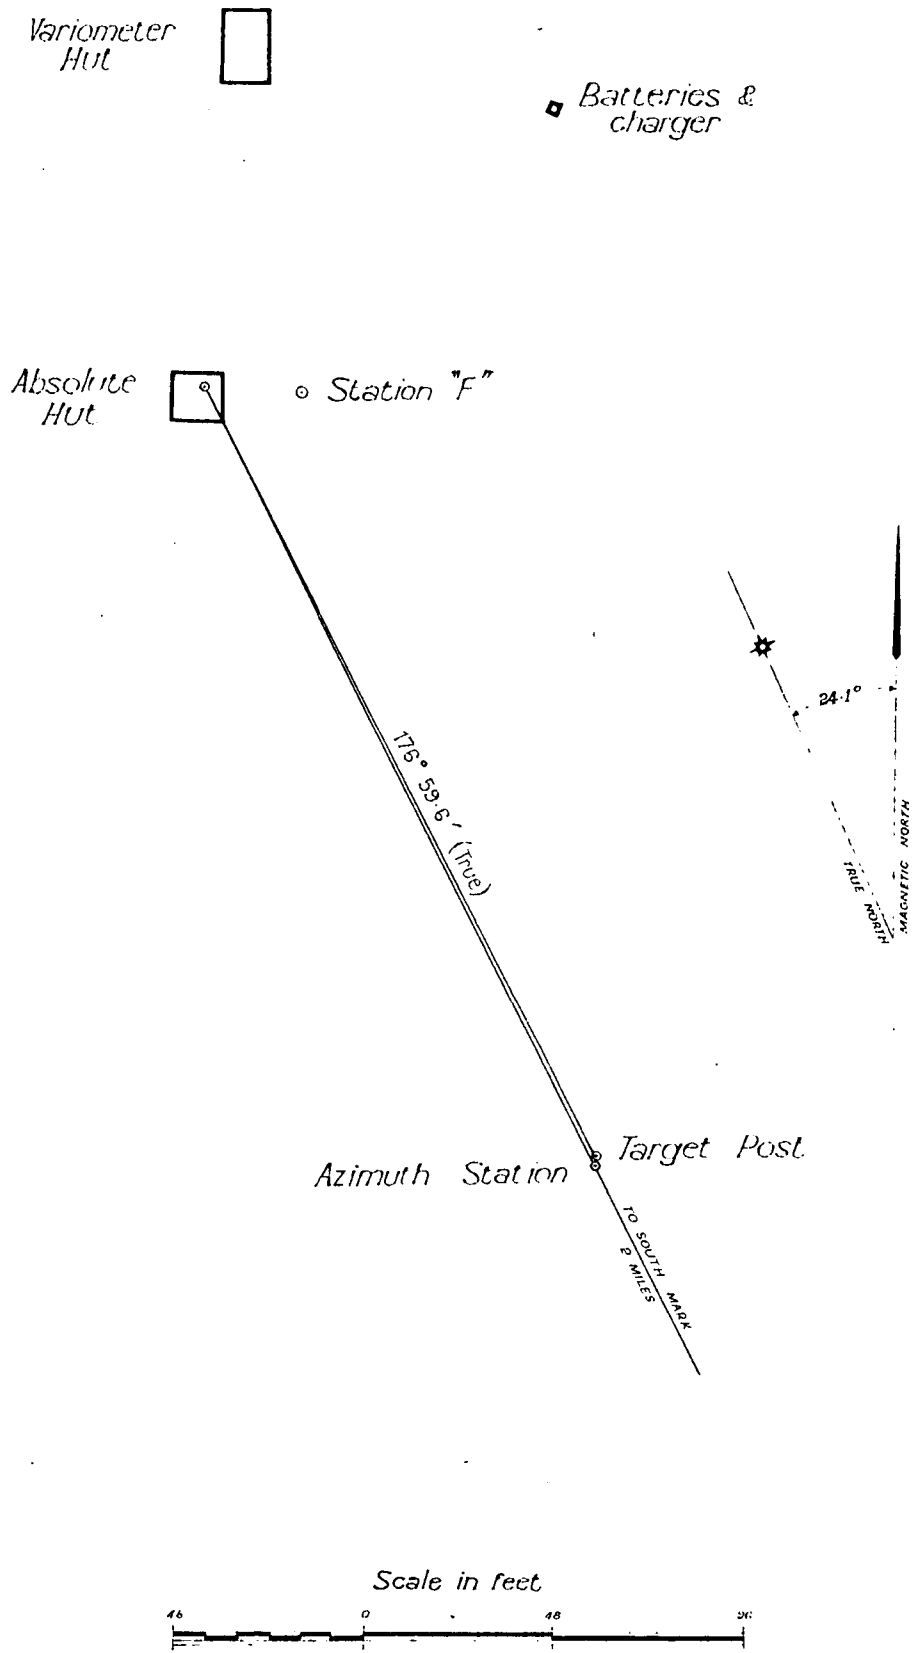 Variometer
Hut
Batteries &
charger
Absolute
Hut
Station "F"
24·1°
176° 59·6′ (True)
TRUE NORTH
MAGNETIC NORTH
Target Post
Azimuth Station
TO SOUTH MARK
2 MILES
Scale in feet
48 0 48 96